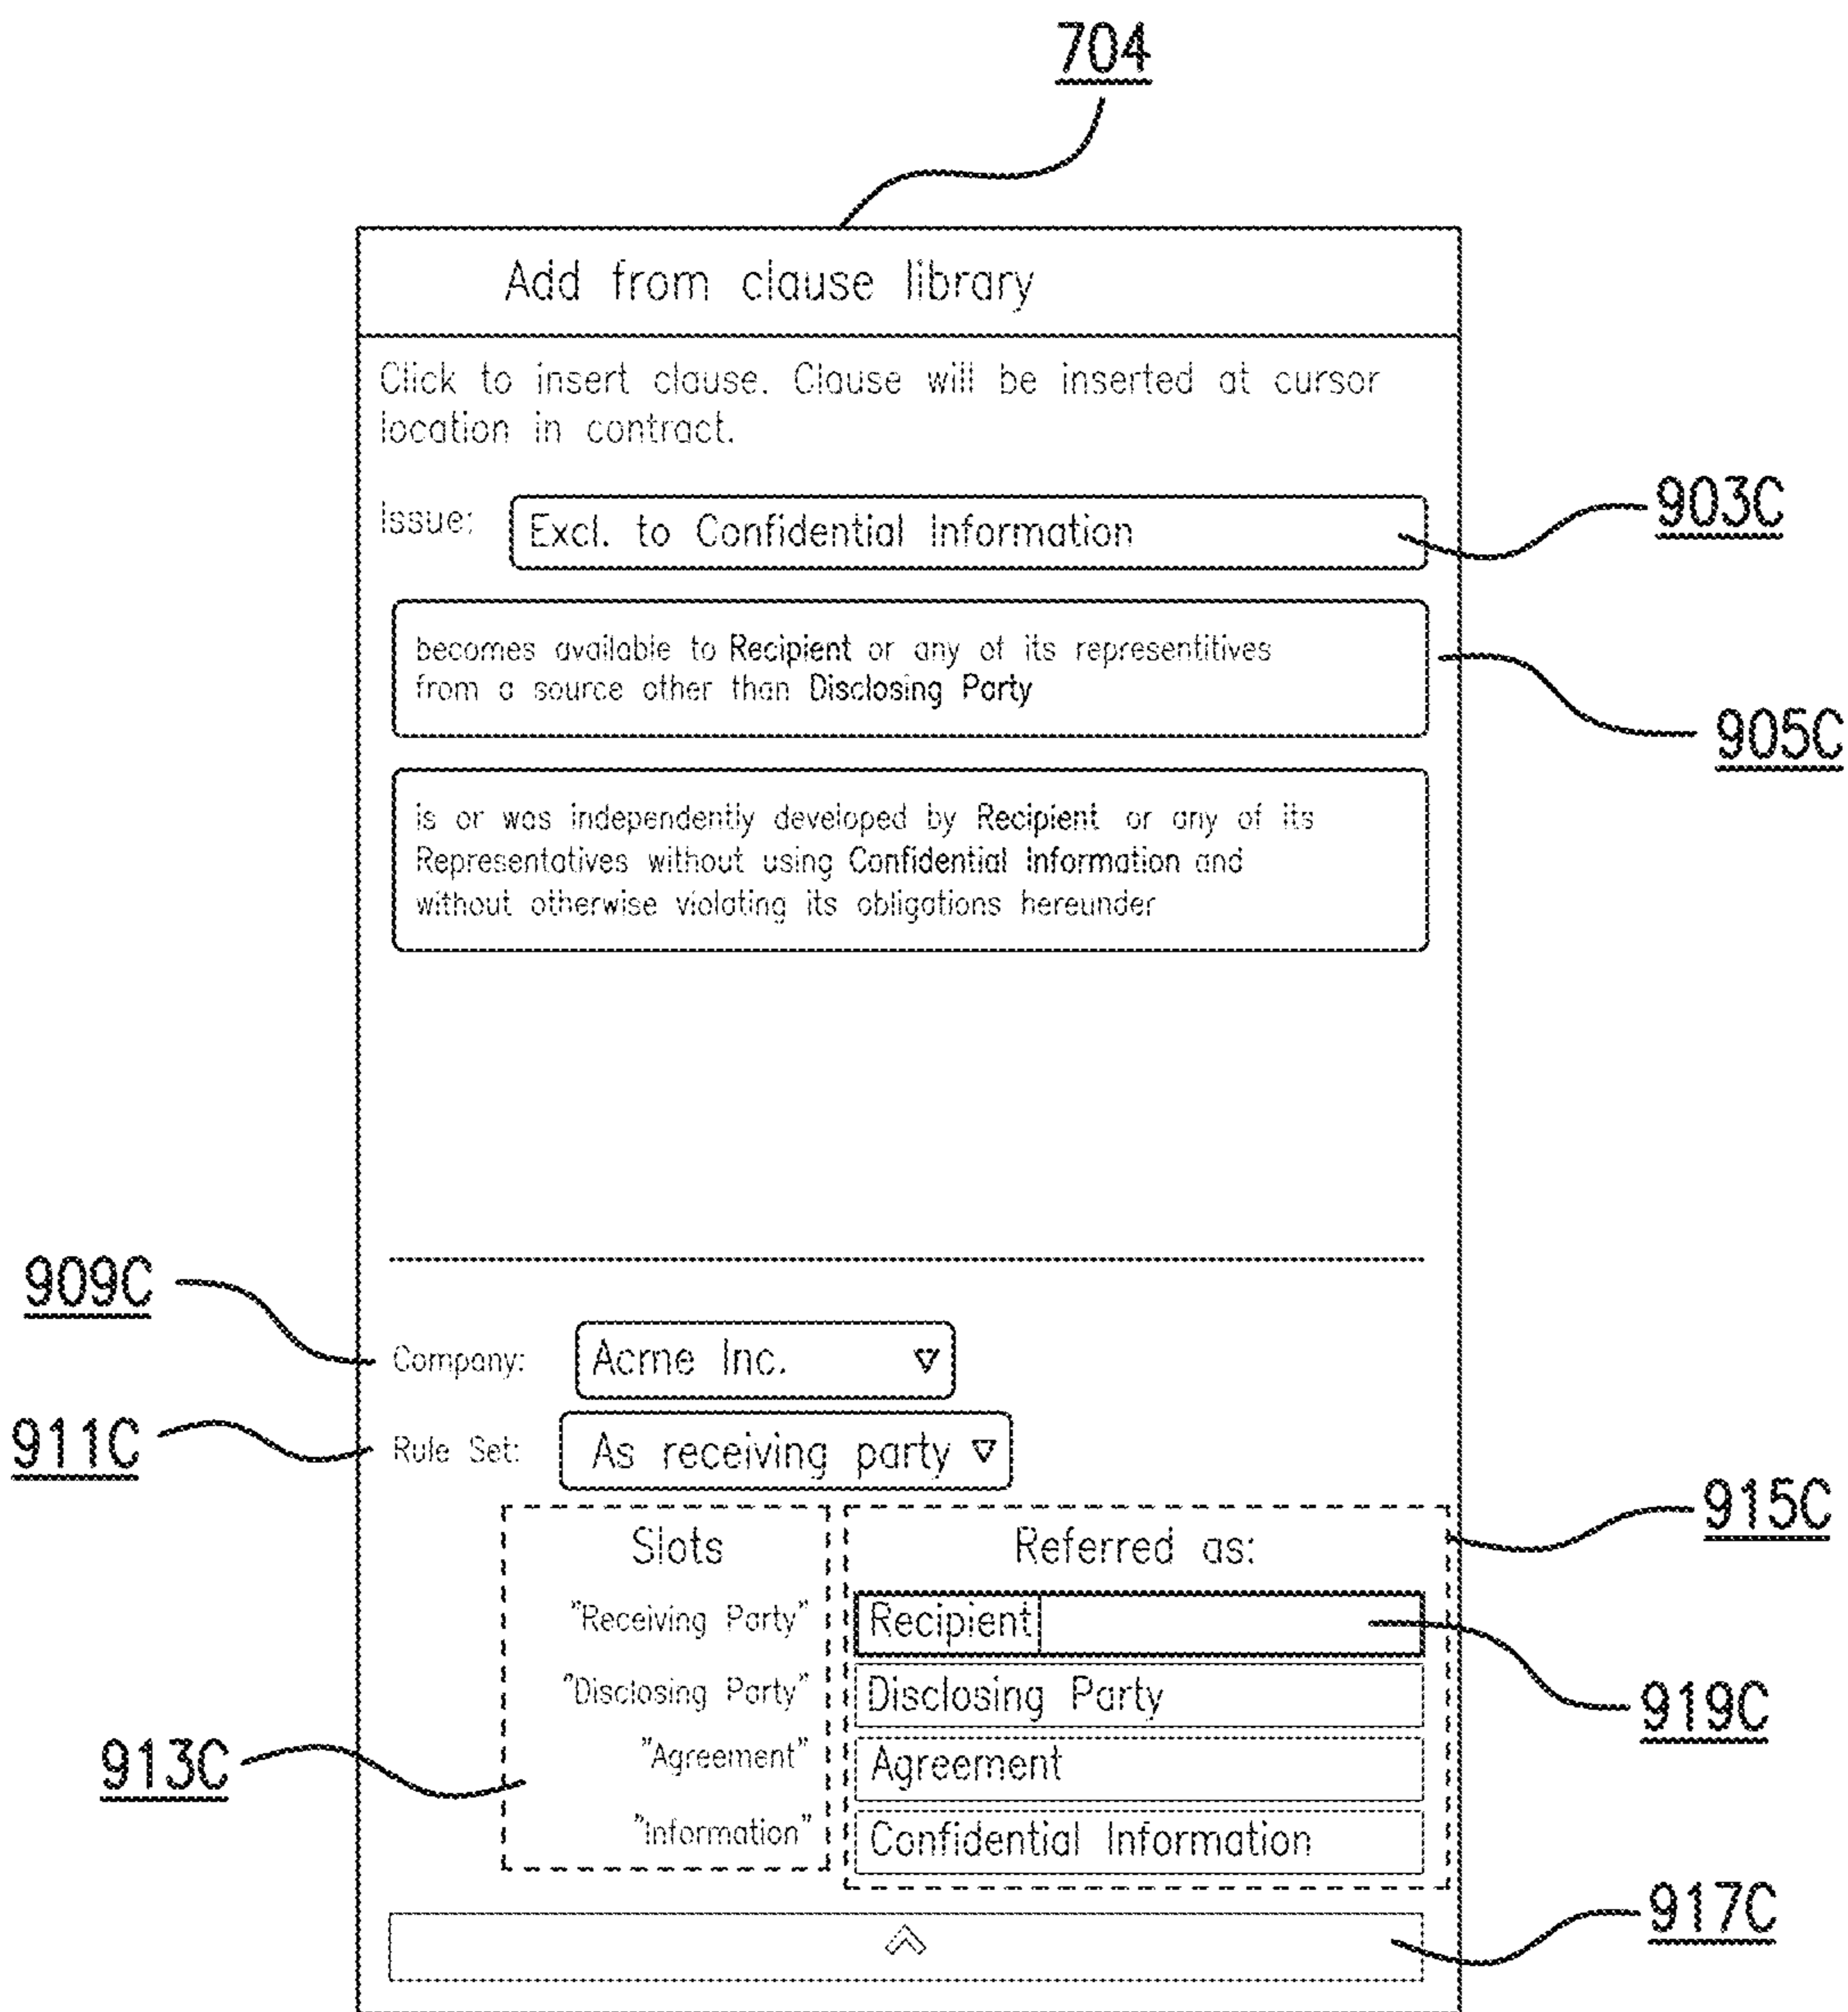 704
Add from clause library
Click to insert clause. Clause will be inserted at cursor
location in contract.
Issue:
Excl. to Confidential Information
903C
becomes available to Recipient or any of its representitives
from a source other than Disclosing Party
905C
is or was independently developed by Recipient or any of its
Representatives without using Confidential Information and
without otherwise violating its obligations hereunder
909C
Company:
Acme Inc.
911C
Rule Set:
As receiving party
915C
Slots
Referred as:
"Receiving Party"
Recipient
919C
"Disclosing Party"
Disclosing Party
913C
"Agreement"
Agreement
"Information"
Confidential Information
917C